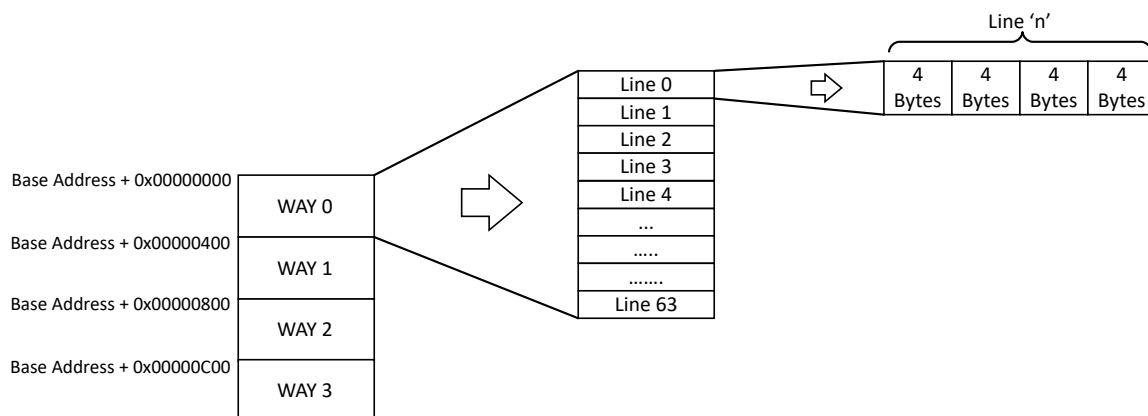 Line ‘n’
4 Bytes
4 Bytes
4 Bytes
4 Bytes
Line 0
Line 1
Line 2
Line 3
Line 4
...
…..
…….
Line 63
Base Address + 0x00000000
WAY 0
Base Address + 0x00000400
WAY 1
Base Address + 0x00000800
WAY 2
Base Address + 0x00000C00
WAY 3